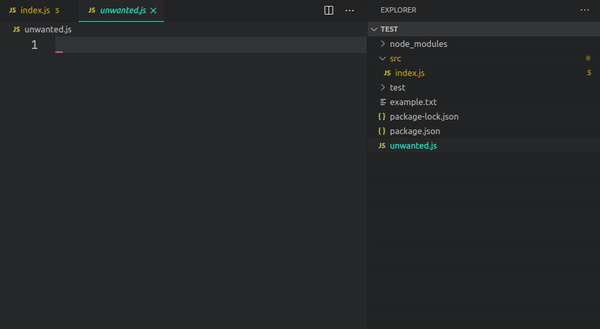 JS index.js 5 JS unwanted.js
JS unwanted.js
1
EXPLORER
TEST
node_modules
src
JS index.js 5
test
example.txt
{ } package-lock.json
{ } package.json
JS unwanted.js